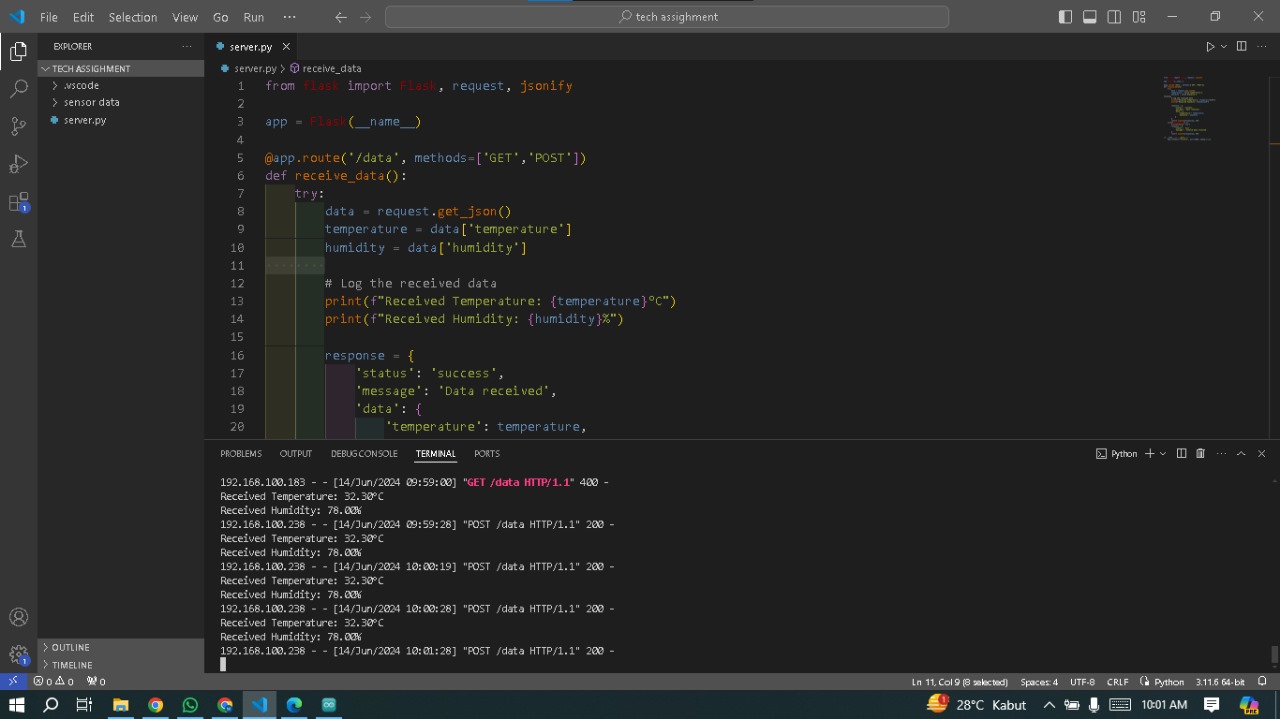 File Edit Selection View Go Run ··· tech assighment
EXPLORER ···
TECH ASSIGHMENT
.vscode
sensor data
server.py
OUTLINE
TIMELINE
server.py
server.py > receive_data
1 from flask import Flask, request, jsonify
2
3 app = Flask(__name__)
4
5 @app.route('/data', methods=['GET','POST'])
6 def receive_data():
7 try:
8 data = request.get_json()
9 temperature = data['temperature']
10 humidity = data['humidity']
11
12 # Log the received data
13 print(f"Received Temperature: {temperature}°C")
14 print(f"Received Humidity: {humidity}%")
15
16 response = {
17 'status': 'success',
18 'message': 'Data received',
19 'data': {
20 'temperature': temperature,
PROBLEMS OUTPUT DEBUG CONSOLE TERMINAL PORTS Python
192.168.100.183 - - [14/Jun/2024 09:59:00] "GET /data HTTP/1.1" 400 -
Received Temperature: 32.30°C
Received Humidity: 78.00%
192.168.100.238 - - [14/Jun/2024 09:59:28] "POST /data HTTP/1.1" 200 -
Received Temperature: 32.30°C
Received Humidity: 78.00%
192.168.100.238 - - [14/Jun/2024 10:00:19] "POST /data HTTP/1.1" 200 -
Received Temperature: 32.30°C
Received Humidity: 78.00%
192.168.100.238 - - [14/Jun/2024 10:00:28] "POST /data HTTP/1.1" 200 -
Received Temperature: 32.30°C
Received Humidity: 78.00%
192.168.100.238 - - [14/Jun/2024 10:01:28] "POST /data HTTP/1.1" 200 -
0 0 0 Ln 11, Col 9 (8 selected) Spaces: 4 UTF-8 CRLF Python 3.11.6 64-bit
28°C Kabut 10:01 AM